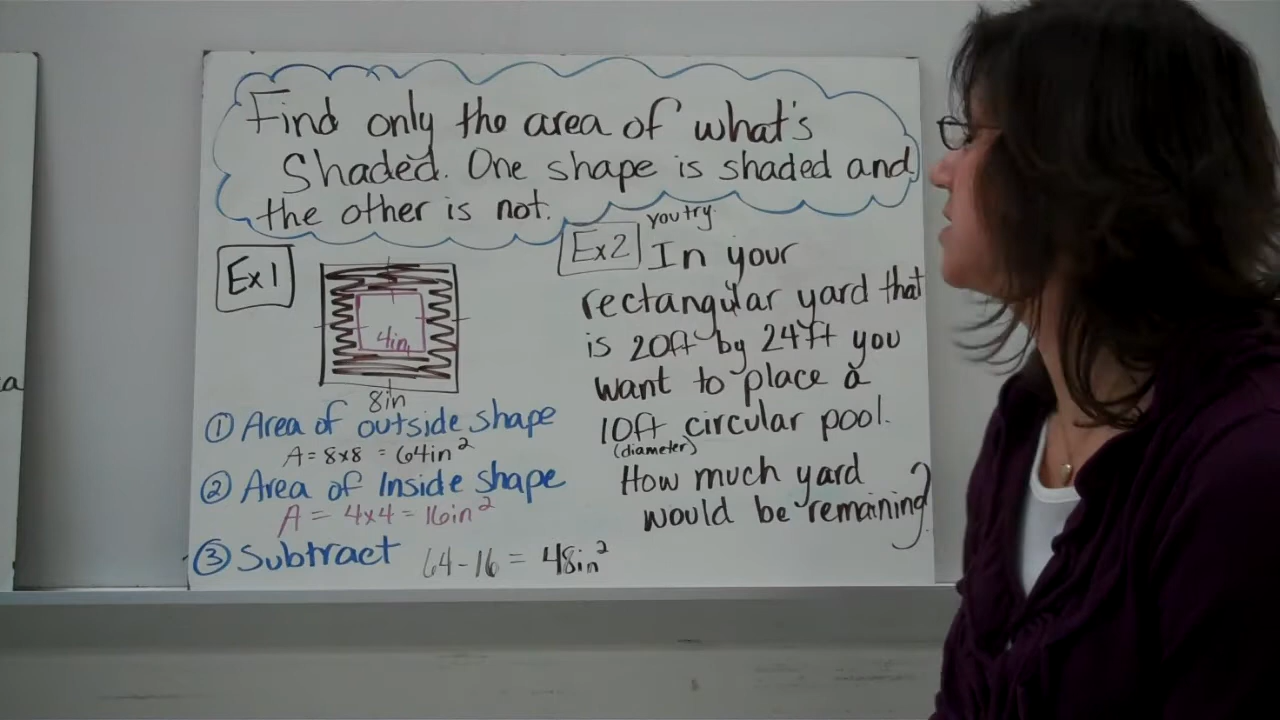 Find only the area of what's
Shaded. One shape is shaded and
the other is not.
Ex1
4in
8in
① Area of outside shape
A = 8x8 = 64in²
② Area of Inside shape
A = 4x4 = 16in²
③ Subtract 64-16 = 48in²
Ex2 you try
In your
rectangular yard that
is 20ft by 24ft you
want to place a
10ft circular pool.
(diameter)
How much yard
would be remaining?
a